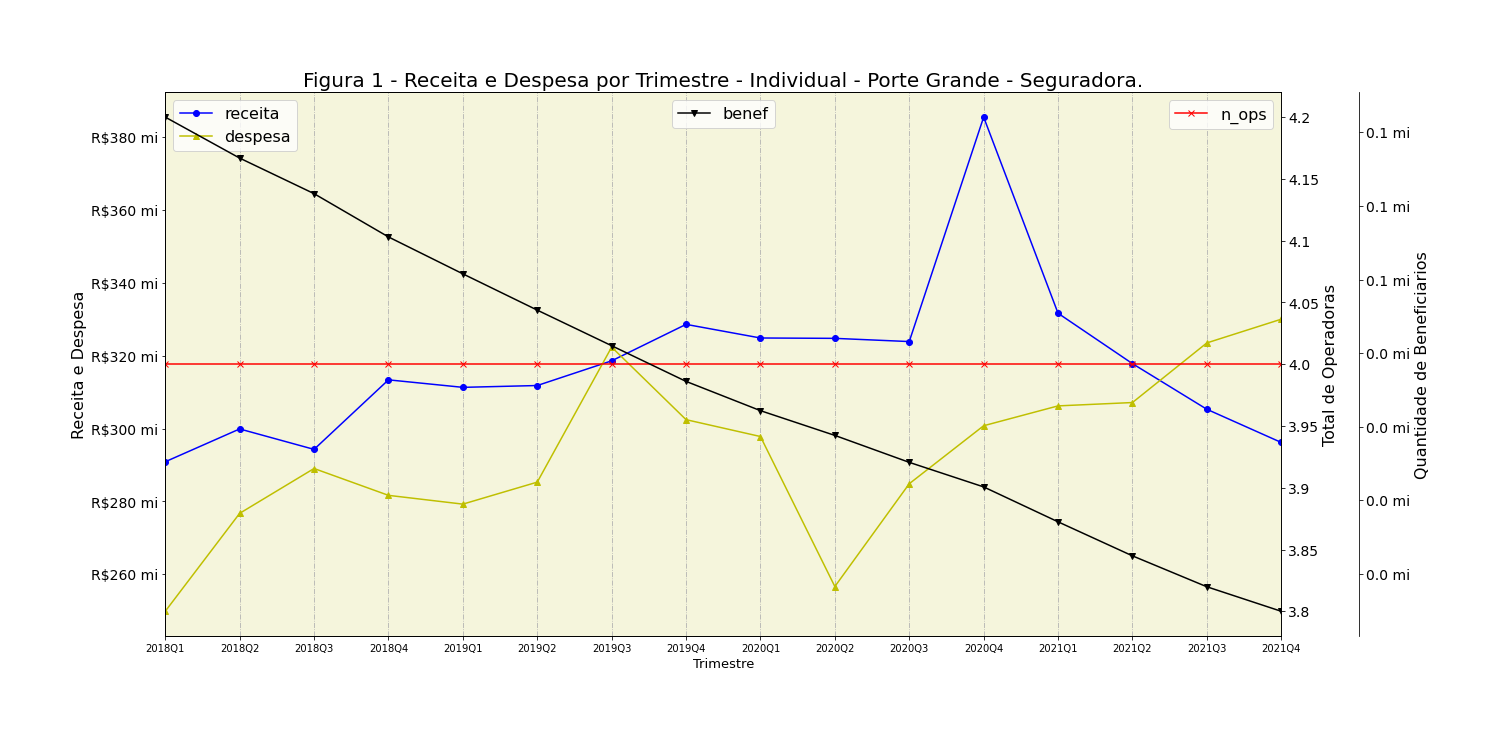 Figura 1 - Receita e Despesa por Trimestre - Individual - Porte Grande - Seguradora.
receita
despesa
benef
n_ops
R$380 mi
R$360 mi
R$340 mi
R$320 mi
R$300 mi
R$280 mi
R$260 mi
Receita e Despesa
4.2
4.15
4.1
4.05
4.0
3.95
3.9
3.85
3.8
Total de Operadoras
0.1 mi
0.1 mi
0.1 mi
0.0 mi
0.0 mi
0.0 mi
0.0 mi
Quantidade de Beneficiarios
2018Q1 2018Q2 2018Q3 2018Q4 2019Q1 2019Q2 2019Q3 2019Q4 2020Q1 2020Q2 2020Q3 2020Q4 2021Q1 2021Q2 2021Q3 2021Q4
Trimestre